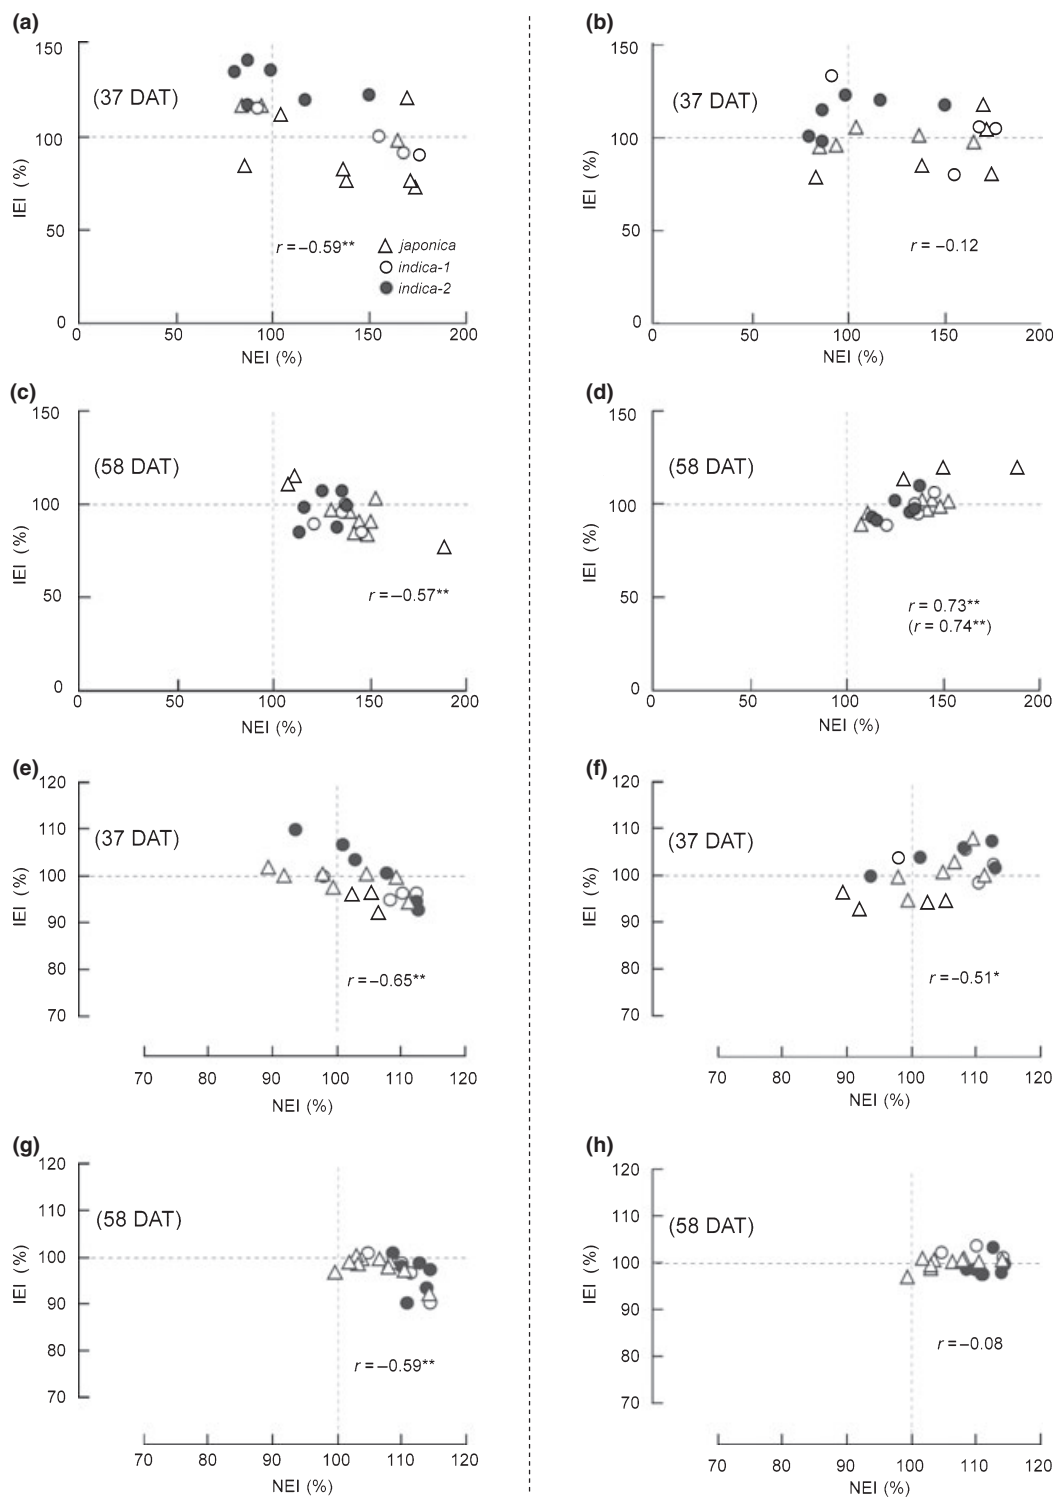 (a)
150
(37 DAT)
100
IEI (%)
50
r = –0.59**
japonica
indica-1
indica-2
0
0 50 100 150 200
NEI (%)
(b)
150
(37 DAT)
100
IEI (%)
50
r = –0.12
0
0 50 100 150 200
NEI (%)
(c)
150
(58 DAT)
100
IEI (%)
50
r = –0.57**
0
0 50 100 150 200
NEI (%)
(d)
150
(58 DAT)
100
IEI (%)
50
r = 0.73**
(r = 0.74**)
0
0 50 100 150 200
NEI (%)
(e)
120
110
(37 DAT)
100
IEI (%)
90
80
r = –0.65**
70
70 80 90 100 110 120
NEI (%)
(f)
120
110
(37 DAT)
100
IEI (%)
90
80
r = –0.51*
70
70 80 90 100 110 120
NEI (%)
(g)
120
110
(58 DAT)
100
IEI (%)
90
80
r = –0.59**
70
70 80 90 100 110 120
NEI (%)
(h)
120
110
(58 DAT)
100
IEI (%)
90
80
r = –0.08
70
70 80 90 100 110 120
NEI (%)